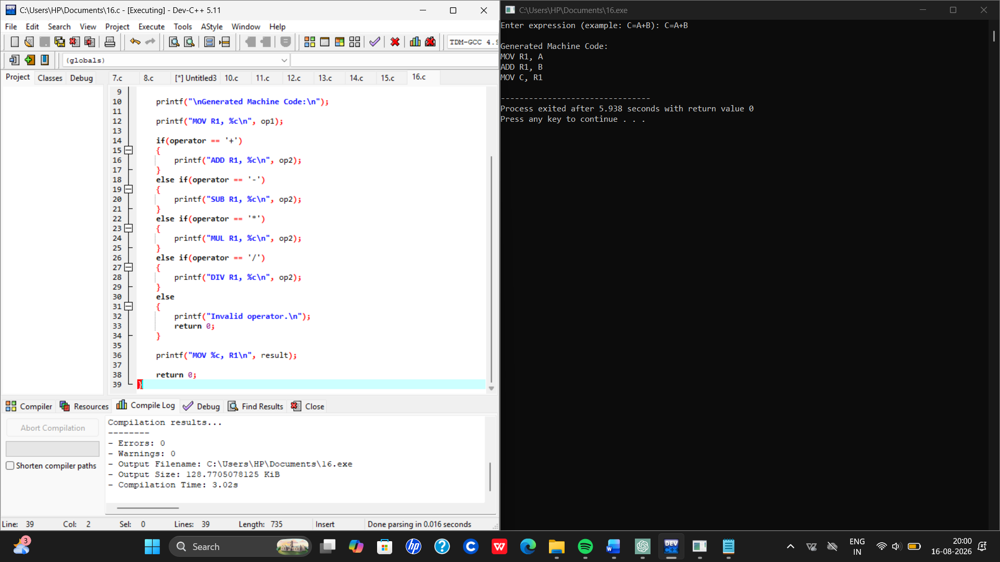 C:\Users\HP\Documents\16.c - [Executing] - Dev-C++ 5.11
File Edit Search View Project Execute Tools AStyle Window Help
TDM-GCC 4.9
(globals)
Project Classes Debug
7.c 8.c [*] Untitled3 10.c 11.c 12.c 13.c 14.c 15.c 16.c
9
10 printf("\nGenerated Machine Code:\n");
11
12 printf("MOV R1, %c\n", op1);
13
14 if(operator == '+')
15 {
16 printf("ADD R1, %c\n", op2);
17 }
18 else if(operator == '-')
19 {
20 printf("SUB R1, %c\n", op2);
21 }
22 else if(operator == '*')
23 {
24 printf("MUL R1, %c\n", op2);
25 }
26 else if(operator == '/')
27 {
28 printf("DIV R1, %c\n", op2);
29 }
30 else
31 {
32 printf("Invalid operator.\n");
33 return 0;
34 }
35
36 printf("MOV %c, R1\n", result);
37
38 return 0;
39 }
Compiler Resources Compile Log Debug Find Results Close
Abort Compilation
Shorten compiler paths
Compilation results...
--------
- Errors: 0
- Warnings: 0
- Output Filename: C:\Users\HP\Documents\16.exe
- Output Size: 128.7705078125 KiB
- Compilation Time: 3.02s
Line: 39 Col: 2 Sel: 0 Lines: 39 Length: 735 Insert Done parsing in 0.016 seconds
C:\Users\HP\Documents\16.exe
Enter expression (example: C=A+B): C=A+B
Generated Machine Code:
MOV R1, A
ADD R1, B
MOV C, R1
--------------------------------
Process exited after 5.938 seconds with return value 0
Press any key to continue . . .
3
Search
hp
?
C
W
W
DEV
C++
ENG
IN
20:00
16-08-2026